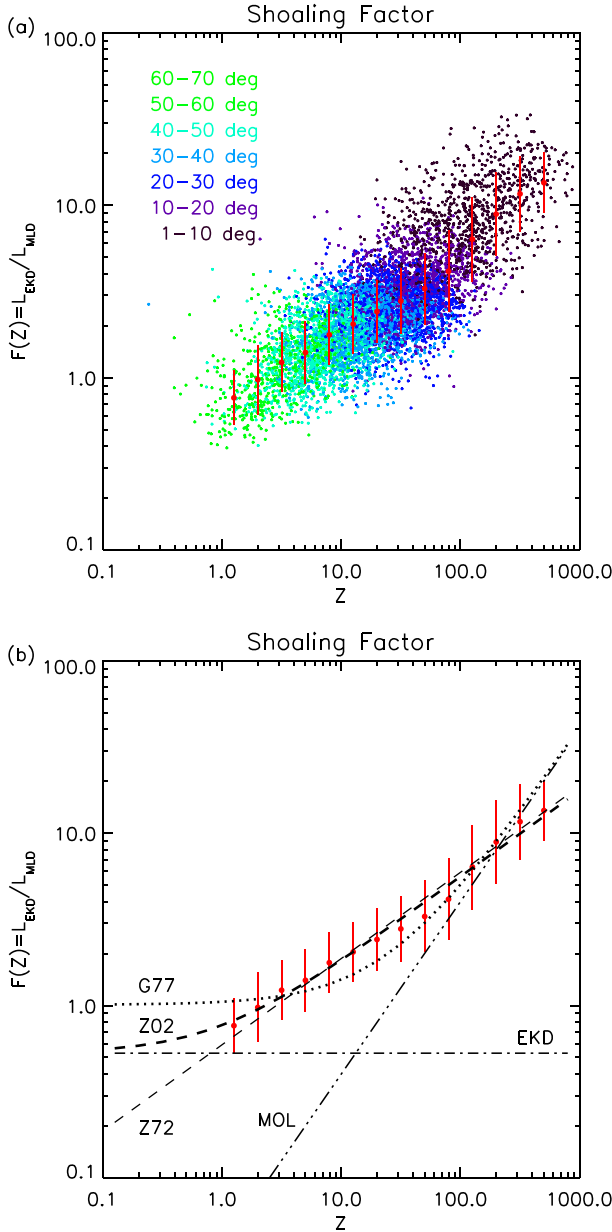 (a)
Shoaling Factor
100.0
60-70 deg
50-60 deg
40-50 deg
30-40 deg
20-30 deg
10-20 deg
1-10 deg.
10.0
F(Z)=L_EKD/L_MLD
1.0
0.1
0.1 1.0 10.0 100.0 1000.0
Z
(b)
Shoaling Factor
100.0
10.0
F(Z)=L_EKD/L_MLD
G77
1.0
Z02
EKD
Z72
MOL
0.1
0.1 1.0 10.0 100.0 1000.0
Z